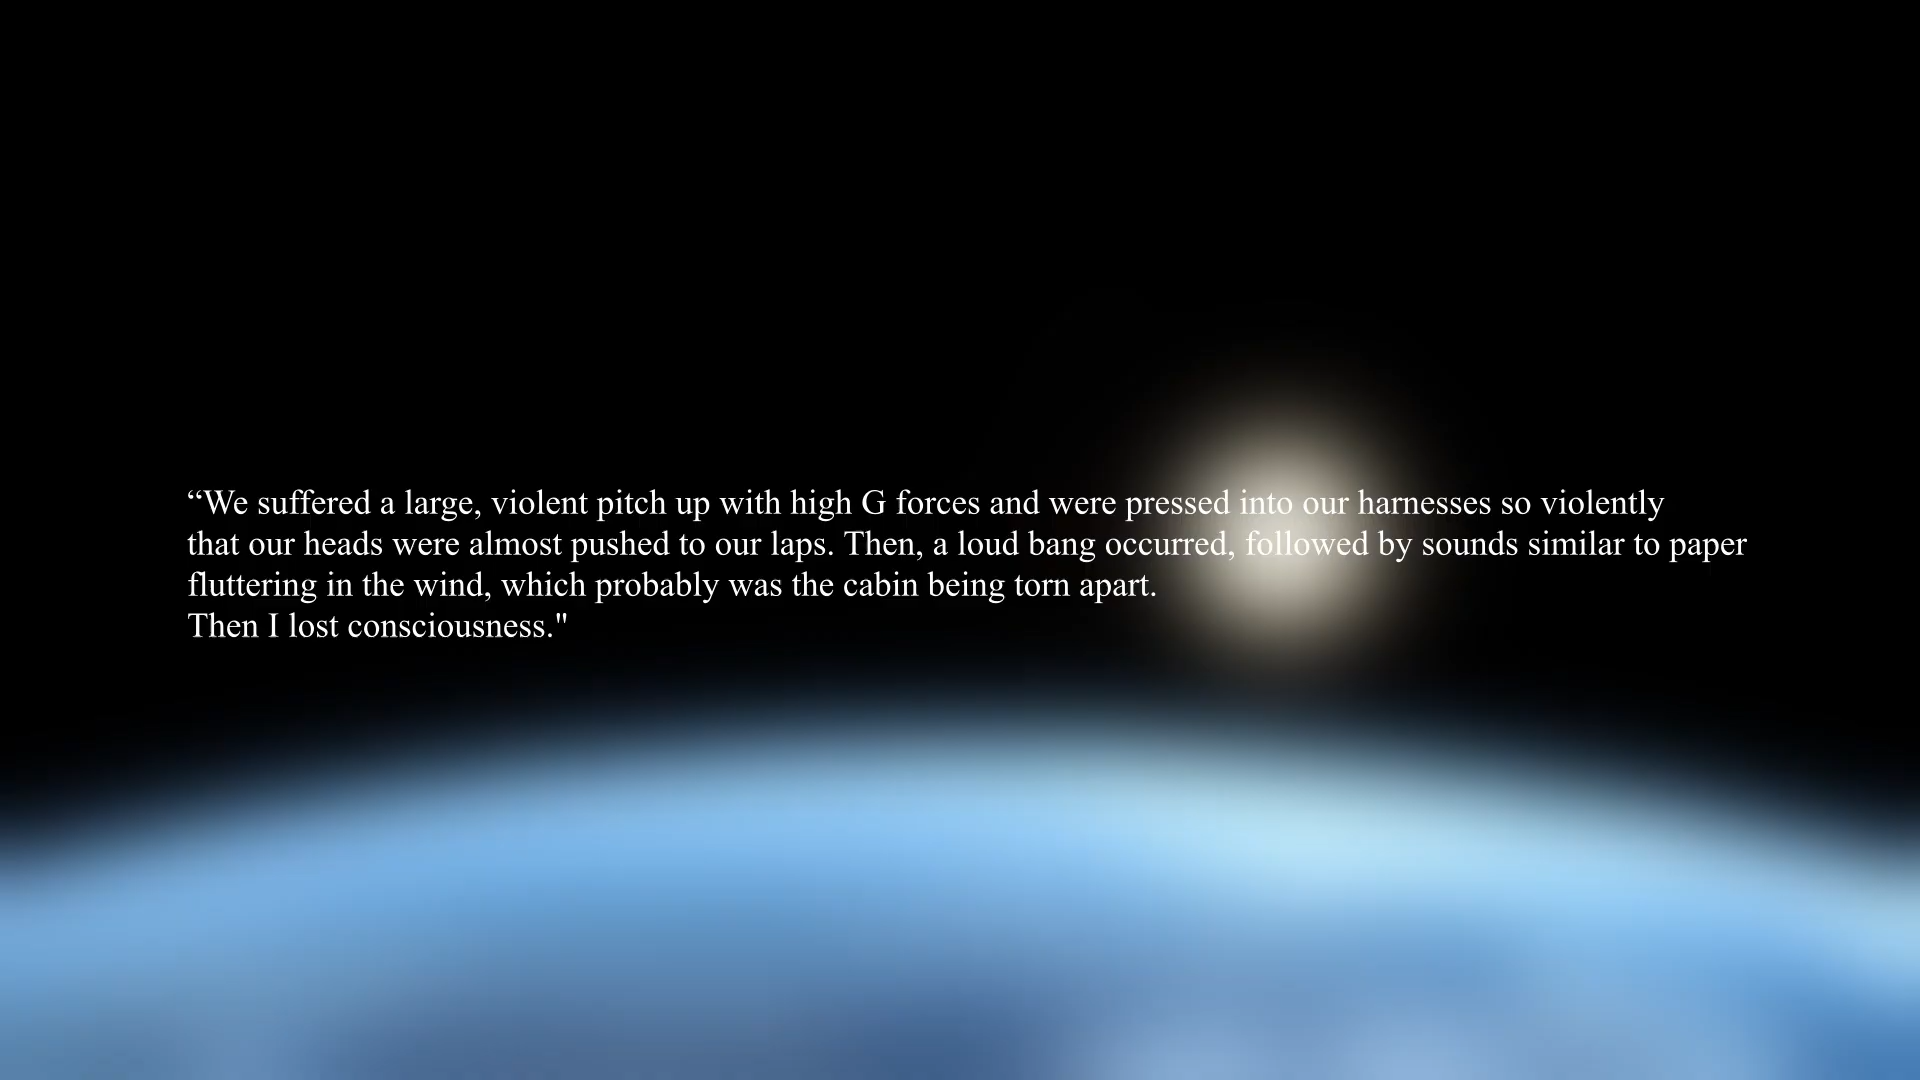 “We suffered a large, violent pitch up with high G forces and were pressed into our harnesses so violently
that our heads were almost pushed to our laps. Then, a loud bang occurred, followed by sounds similar to paper
fluttering in the wind, which probably was the cabin being torn apart.
Then I lost consciousness."